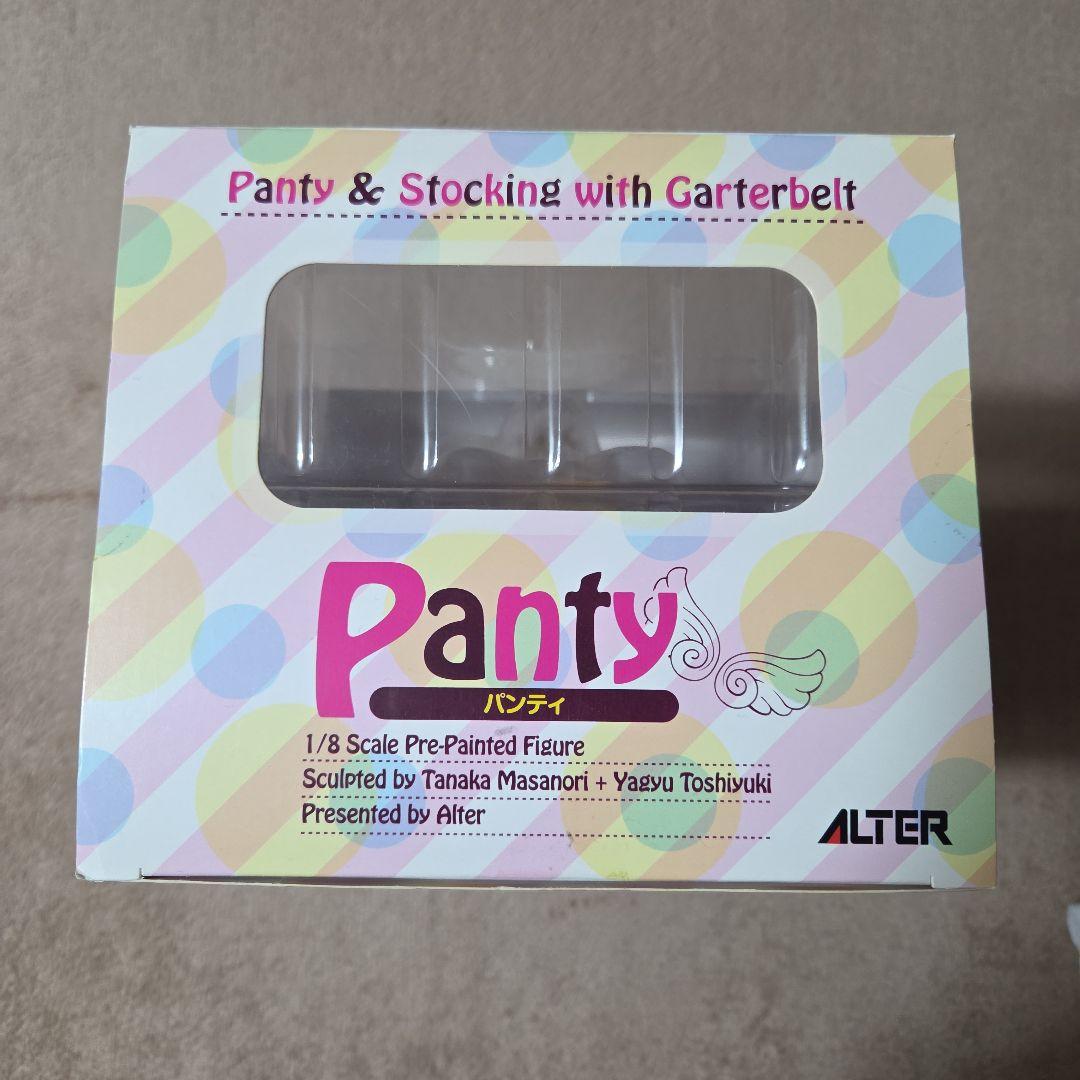 Panty & Stocking with Garterbelt
Panty
パンティ
1/8 Scale Pre-Painted Figure
Sculpted by Tanaka Masanori + Yagyu Toshiyuki
Presented by Alter
ALTER